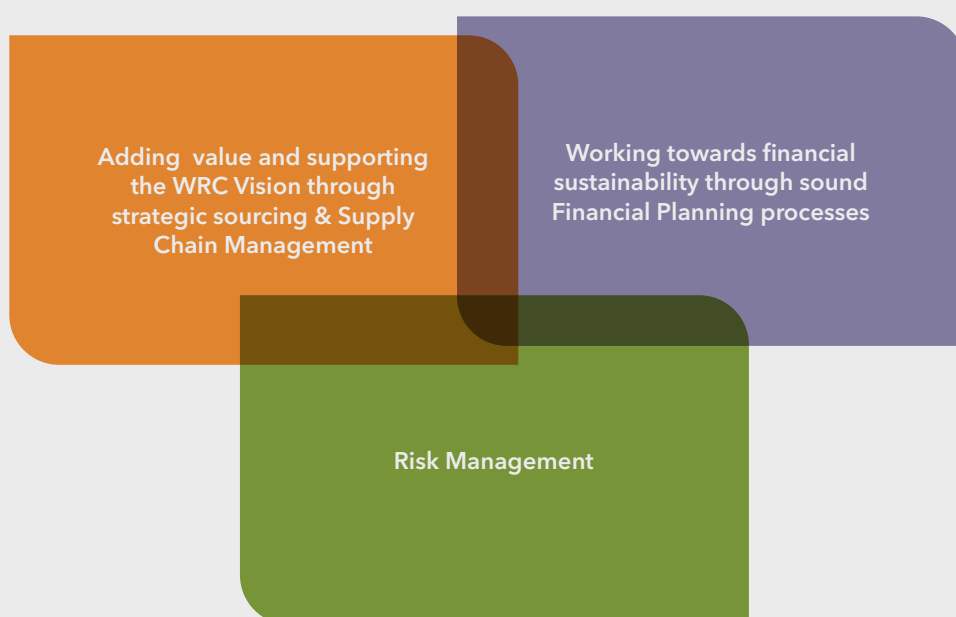 Adding  value and supporting
the WRC Vision through
strategic sourcing & Supply
Chain Management
Working towards financial
sustainability through sound
Financial Planning processes
Risk Management